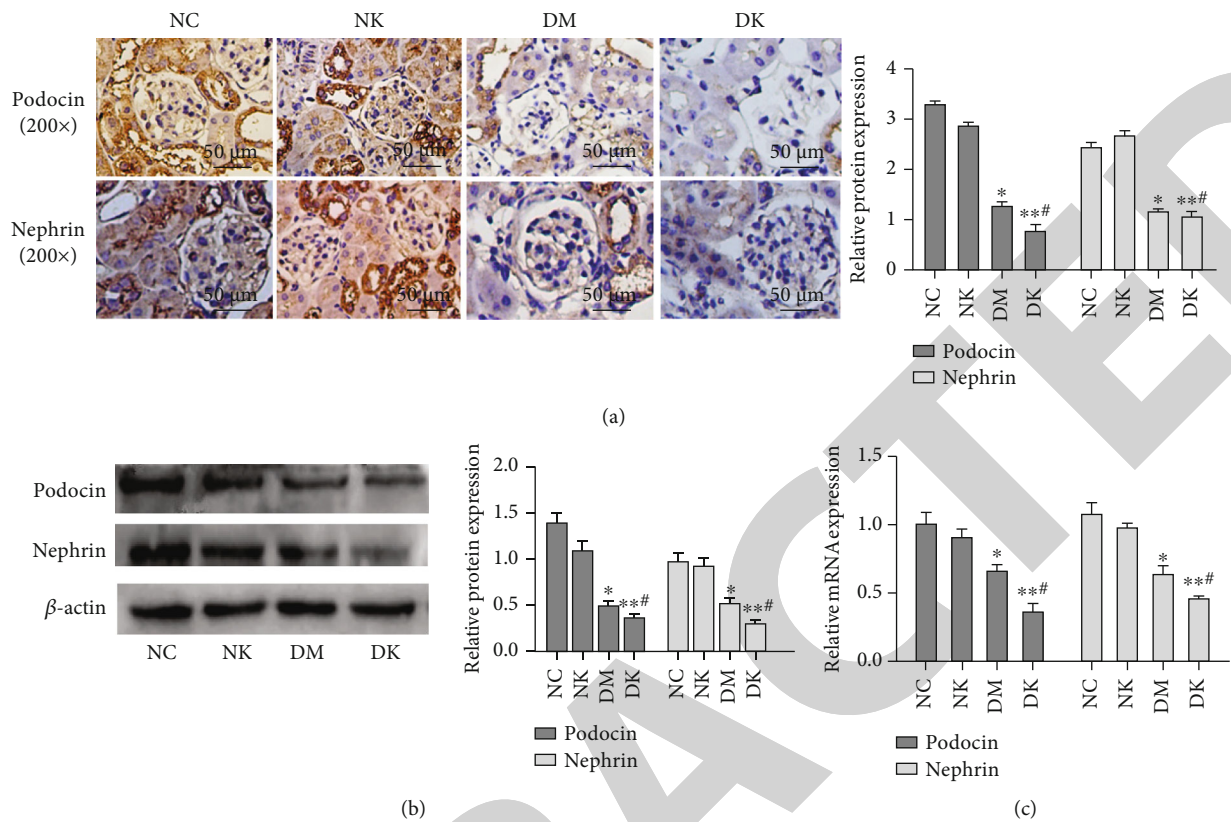 NC NK DM DK
Podocin
(200×)
50 μm 50 μm 50 μm 50 μm
Nephrin
(200×)
50 μm 50 μm 50 μm 50 μm
Relative protein expression
4
3
2
1
0
* **# * **#
NC NK DM DK NC NK DM DK
Podocin
Nephrin
(a)
Podocin
Nephrin
β-actin
NC NK DM DK
Relative protein expression
2.0
1.5
1.0
0.5
0.0
* **# * **#
NC NK DM DK NC NK DM DK
Podocin
Nephrin
(b)
Relative mRNAexpression
1.5
1.0
0.5
0.0
* **# * **#
NC NK DM DK NC NK DM DK
Podocin
Nephrin
(c)